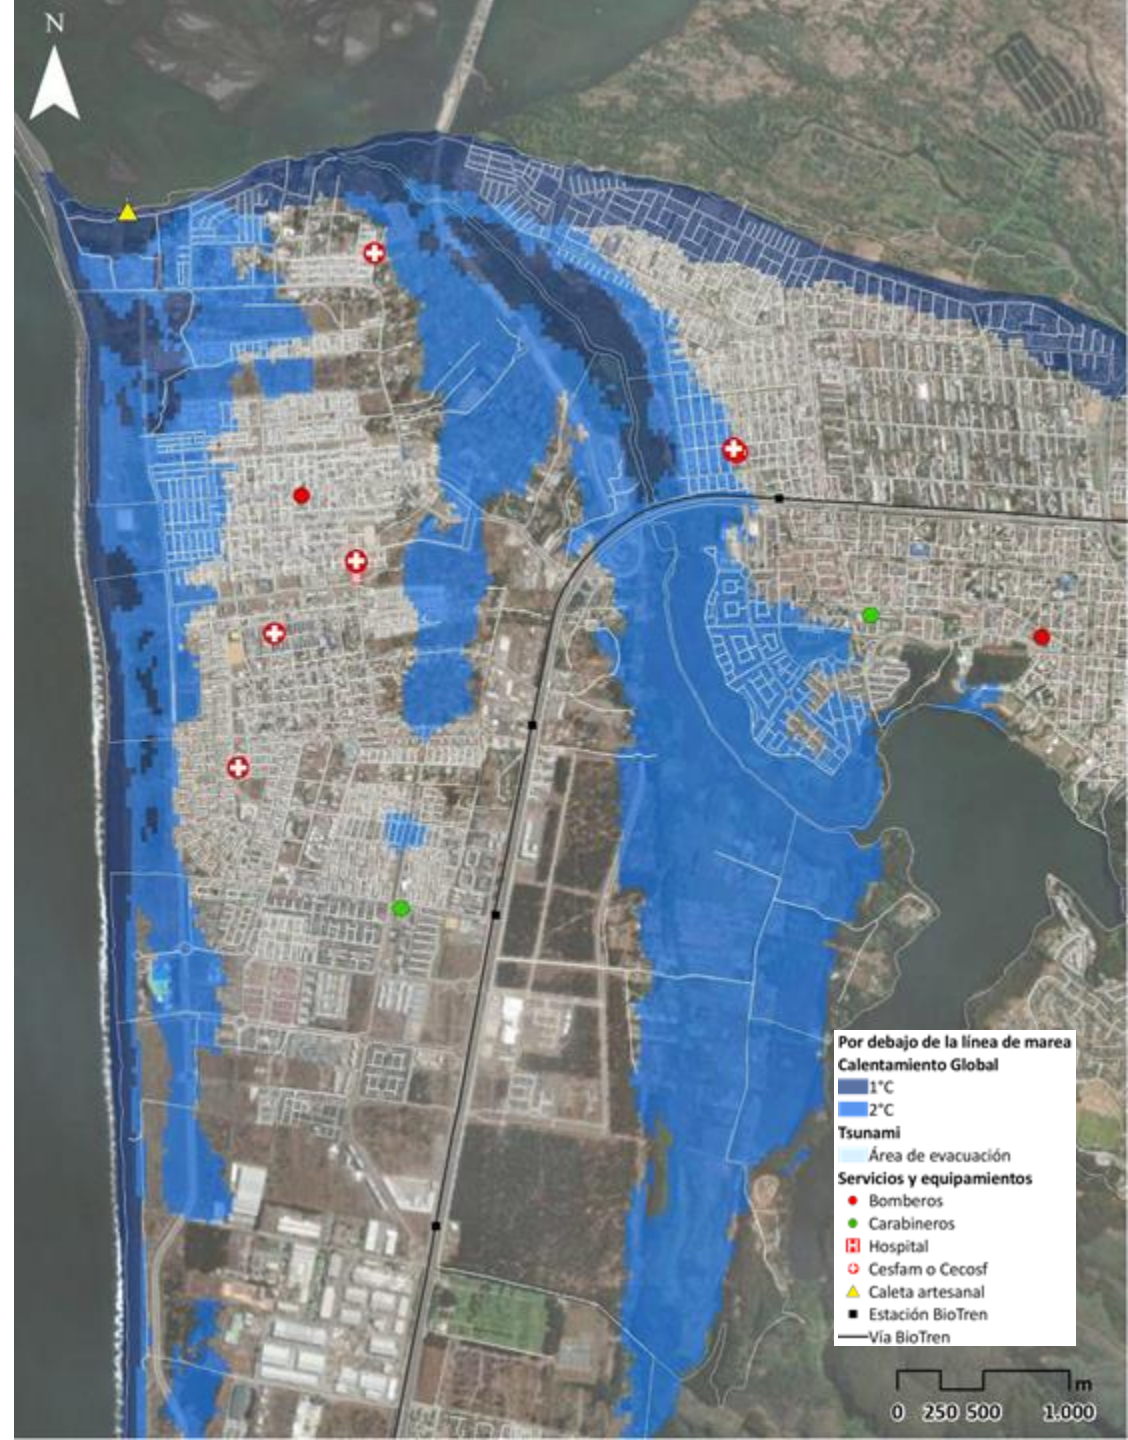 N
Por debajo de la línea de marea
Calentamiento Global
1°C
2°C
Tsunami
Área de evacuación
Servicios y equipamientos
Bomberos
Carabineros
H Hospital
Cesfam o Cecosf
Caleta artesanal
Estación BioTren
Vía BioTren
m
0 250 500 1.000